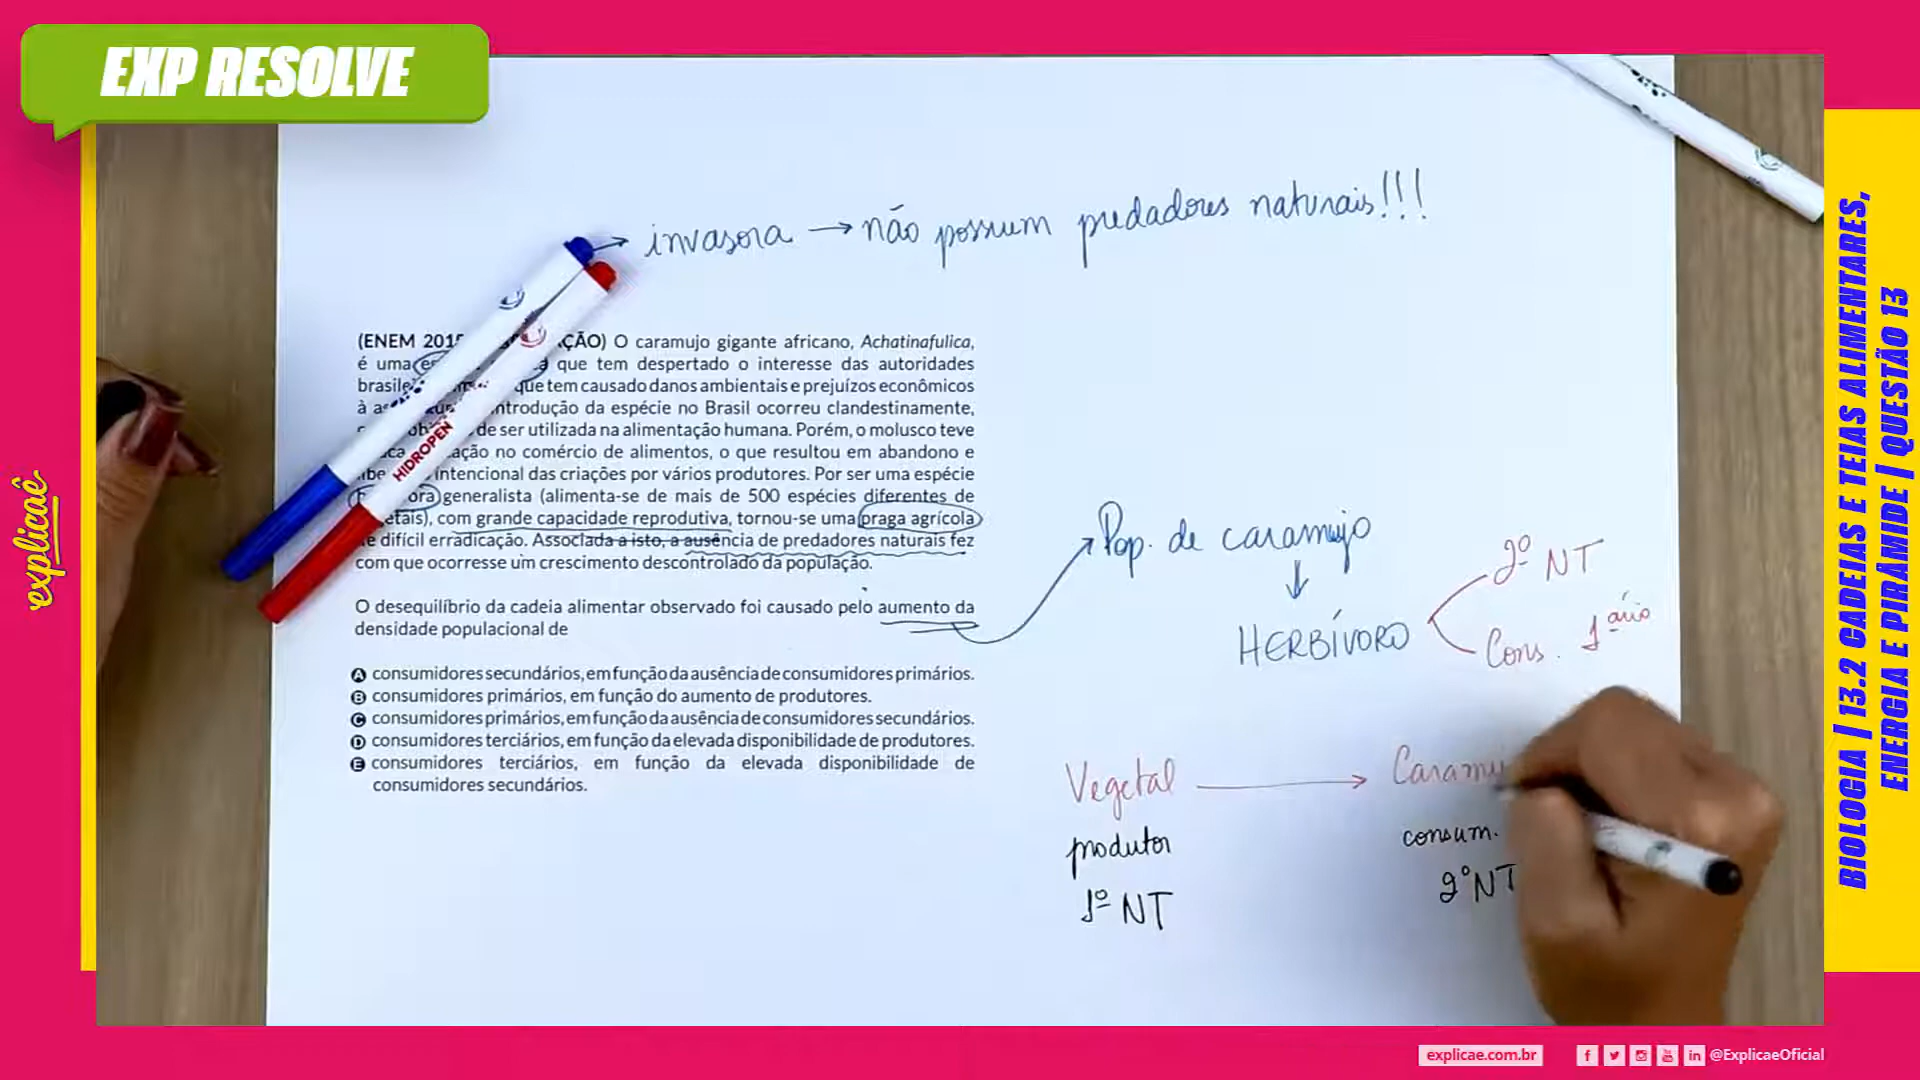 EXP RESOLVE
→ invasora → não possuem predadores naturais!!!
(ENEM 201 ÇÃO) O caramujo gigante africano, Achatinafulica,
é uma que tem despertado o interesse das autoridades
que tem causado danos ambientais e prejuízos econômicos
à introdução da espécie no Brasil ocorreu clandestinamente,
de ser utilizada na alimentação humana. Porém, o molusco teve
no comércio de alimentos, o que resultou em abandono e
intencional das criações por vários produtores. Por ser uma espécie
generalista (alimenta-se de mais de 500 espécies diferentes de
etais), com grande capacidade reprodutiva, tornou-se uma praga agrícola
difícil erradicação. Associada a isto, a ausência de predadores naturais fez
com que ocorresse um crescimento descontrolado da população.
O desequilíbrio da cadeia alimentar observado foi causado pelo aumento da
densidade populacional de
A consumidores secundários, em função da ausência de consumidores primários.
B consumidores primários, em função do aumento de produtores.
C consumidores primários, em função da ausência de consumidores secundários.
D consumidores terciários, em função da elevada disponibilidade de produtores.
E consumidores terciários, em função da elevada disponibilidade de
consumidores secundários.
HIDROPEN
Pop. de caramujo
HERBÍVORO
2º NT
Cons. 1ário
Vegetal → Caramu
produtor consum.
1º NT 2º NT
explicaê
BIOLOGIA | 13.2 CADEIAS E TEIAS ALIMENTARES,
ENERGIA E PIRÂMIDE | QUESTÃO 13
explicae.com.br @ExplicaeOficial